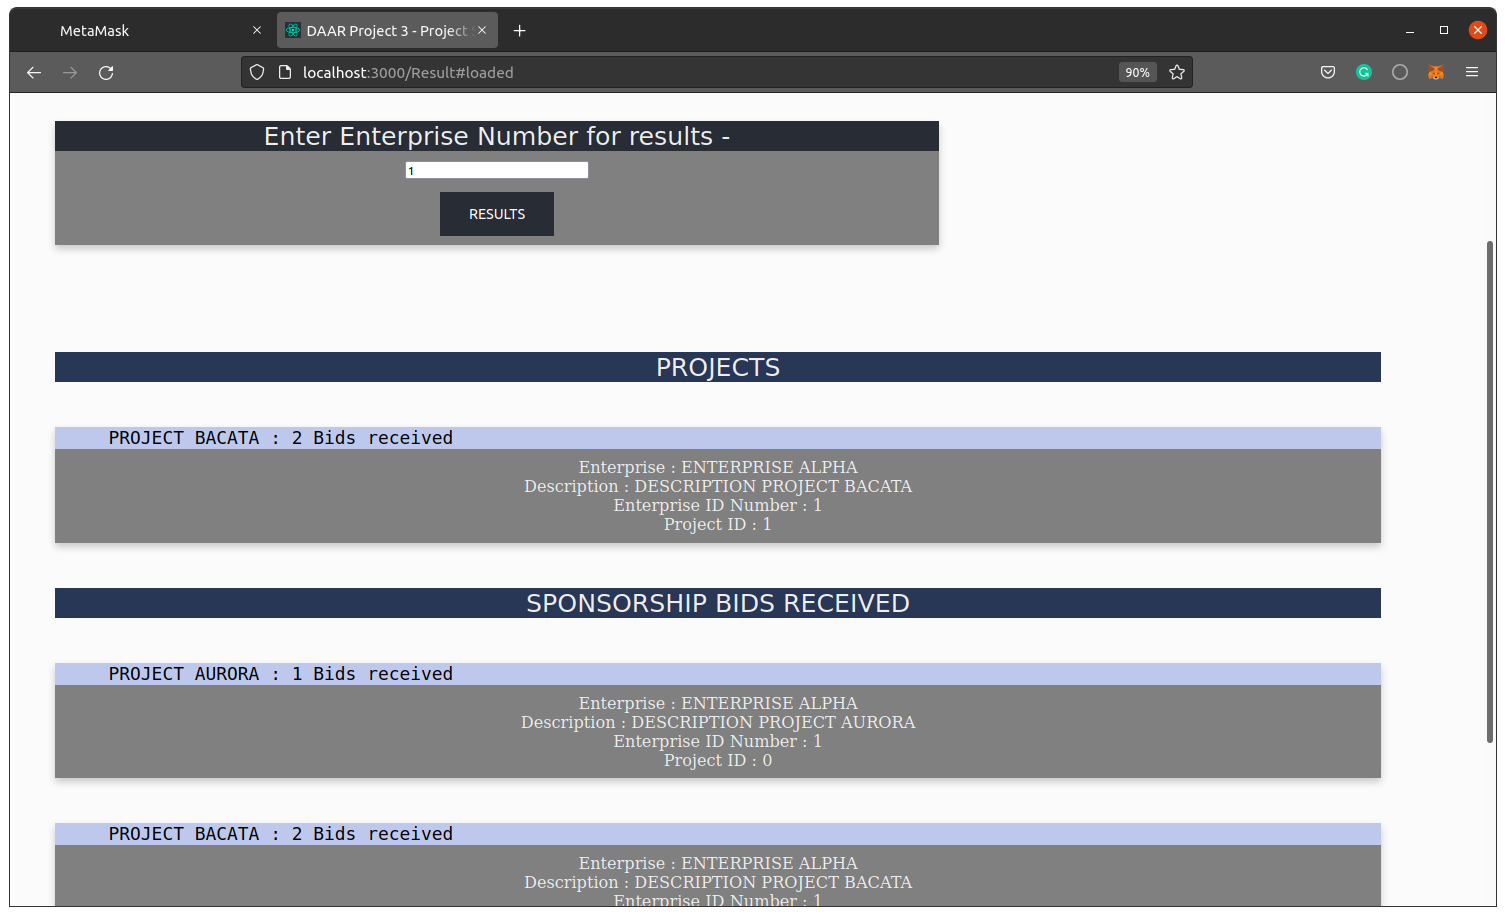 MetaMask
DAAR Project 3 - Project
localhost:3000/Result#loaded
90%
Enter Enterprise Number for results -
1
RESULTS
PROJECTS
PROJECT BACATA : 2 Bids received
Enterprise : ENTERPRISE ALPHA
Description : DESCRIPTION PROJECT BACATA
Enterprise ID Number : 1
Project ID : 1
SPONSORSHIP BIDS RECEIVED
PROJECT AURORA : 1 Bids received
Enterprise : ENTERPRISE ALPHA
Description : DESCRIPTION PROJECT AURORA
Enterprise ID Number : 1
Project ID : 0
PROJECT BACATA : 2 Bids received
Enterprise : ENTERPRISE ALPHA
Description : DESCRIPTION PROJECT BACATA
Enterprise ID Number : 1